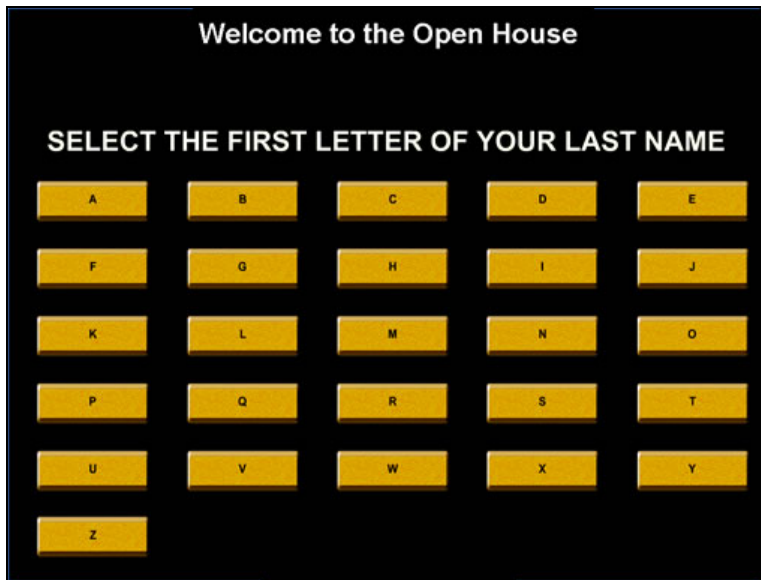 Welcome to the Open House
SELECT THE FIRST LETTER OF YOUR LAST NAME
A B C D E
F G H I J
K L M N O
P Q R S T
U V W X Y
Z